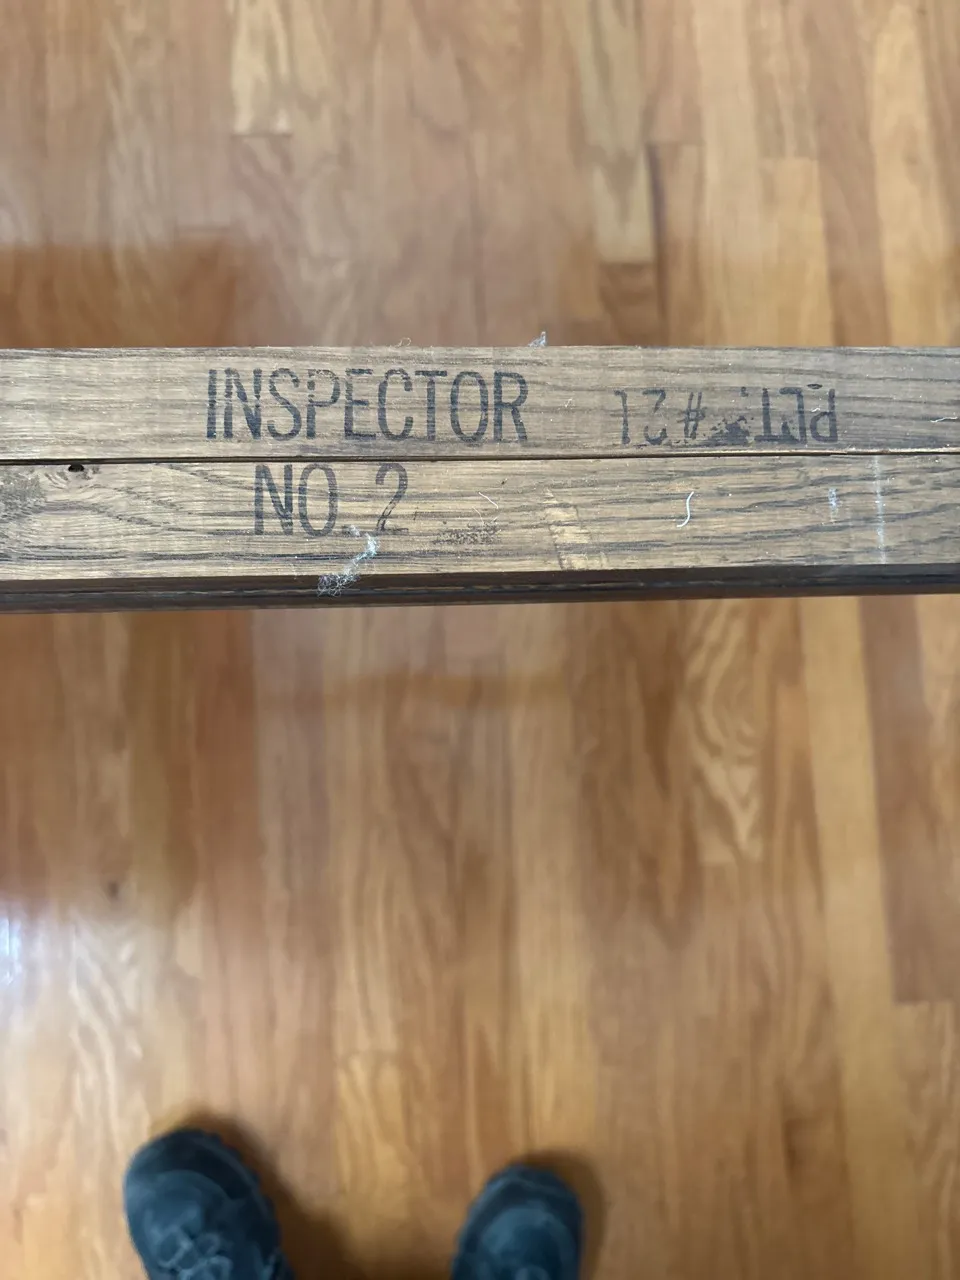 INSPECTOR
NO. 2
PLT. #21